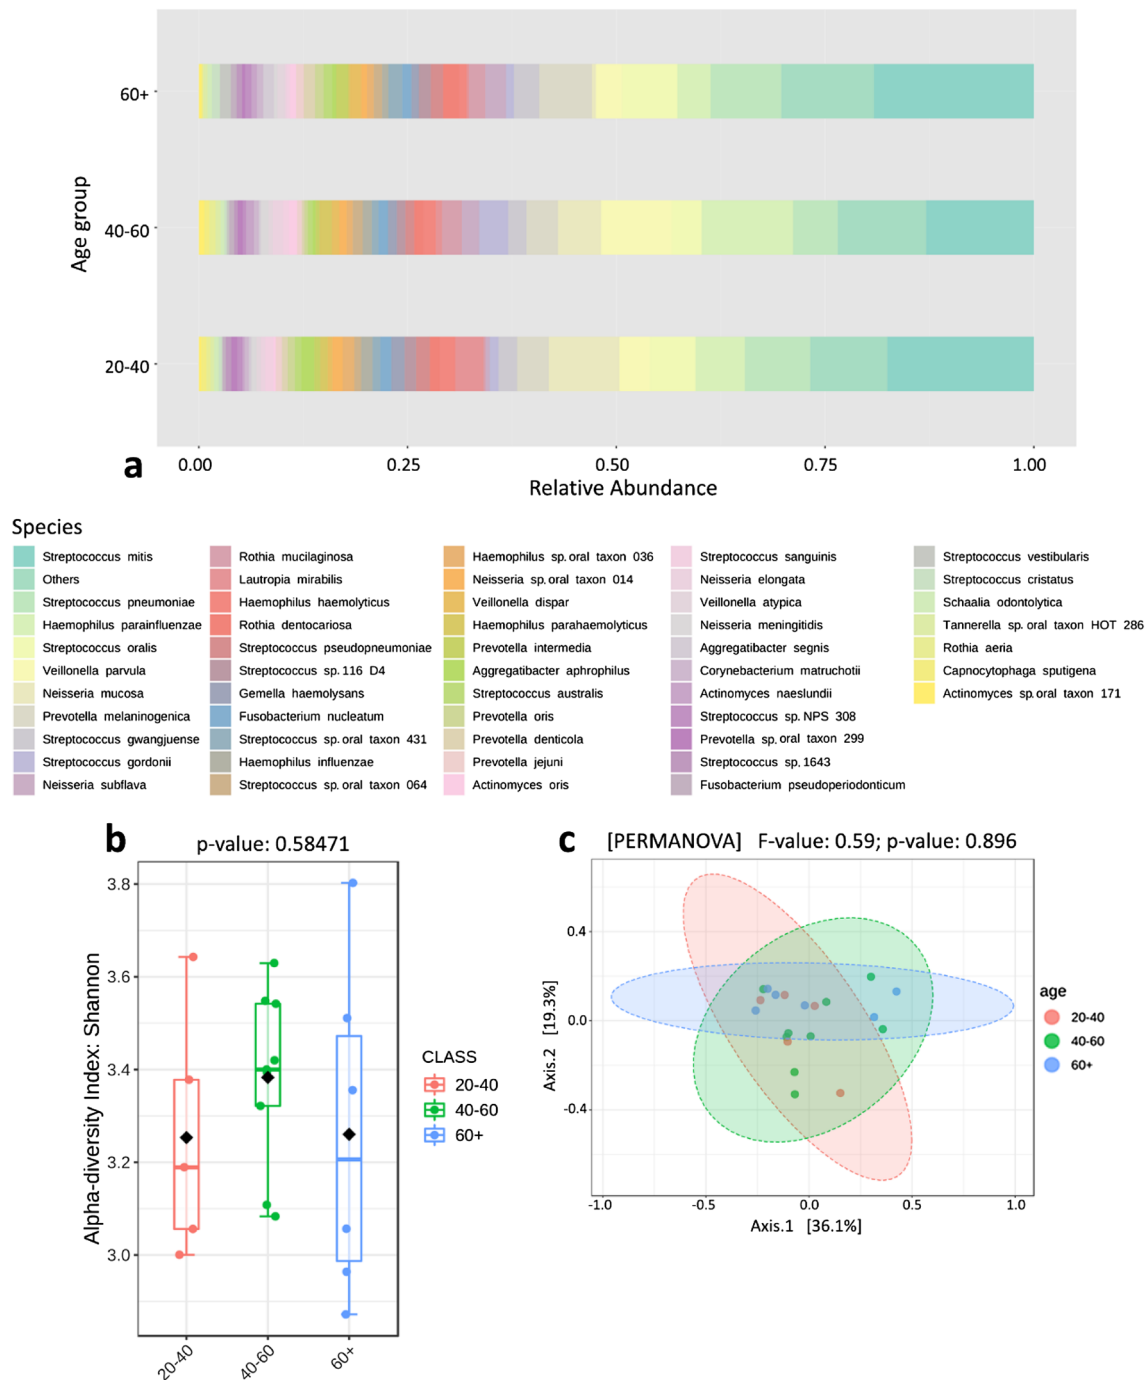 60+
40-60
20-40
Age group
0.00 0.25 0.50 0.75 1.00
Relative Abundance
a
Species
Streptococcus mitis
Others
Streptococcus pneumoniae
Haemophilus parainfluenzae
Streptococcus oralis
Veillonella parvula
Neisseria mucosa
Prevotella melaninogenica
Streptococcus gwangjuense
Streptococcus gordonii
Neisseria subflava
Rothia mucilaginosa
Lautropia mirabilis
Haemophilus haemolyticus
Rothia dentocariosa
Streptococcus pseudopneumoniae
Streptococcus sp. 116 D4
Gemella haemolysans
Fusobacterium nucleatum
Streptococcus sp. oral taxon 431
Haemophilus influenzae
Streptococcus sp. oral taxon 064
Haemophilus sp. oral taxon 036
Neisseria sp. oral taxon 014
Veillonella dispar
Haemophilus parahaemolyticus
Prevotella intermedia
Aggregatibacter aphrophilus
Streptococcus australis
Prevotella oris
Prevotella denticola
Prevotella jejuni
Actinomyces oris
Streptococcus sanguinis
Neisseria elongata
Veillonella atypica
Neisseria meningitidis
Aggregatibacter segnis
Corynebacterium matruchotii
Actinomyces naeslundii
Streptococcus sp. NPS 308
Prevotella sp. oral taxon 299
Streptococcus sp. 1643
Fusobacterium pseudoperiodonticum
Streptococcus vestibularis
Streptococcus cristatus
Schaalia odontolytica
Tannerella sp. oral taxon HOT 286
Rothia aeria
Capnocytophaga sputigena
Actinomyces sp. oral taxon 171
b
p-value: 0.58471
Alpha-diversity Index: Shannon
3.8
3.6
3.4
3.2
3.0
20-40
40-60
60+
CLASS
20-40
40-60
60+
c
[PERMANOVA] F-value: 0.59; p-value: 0.896
Axis.2 [19.3%]
0.4
0.0
-0.4
-1.0 -0.5 0.0 0.5 1.0
Axis.1 [36.1%]
age
20-40
40-60
60+